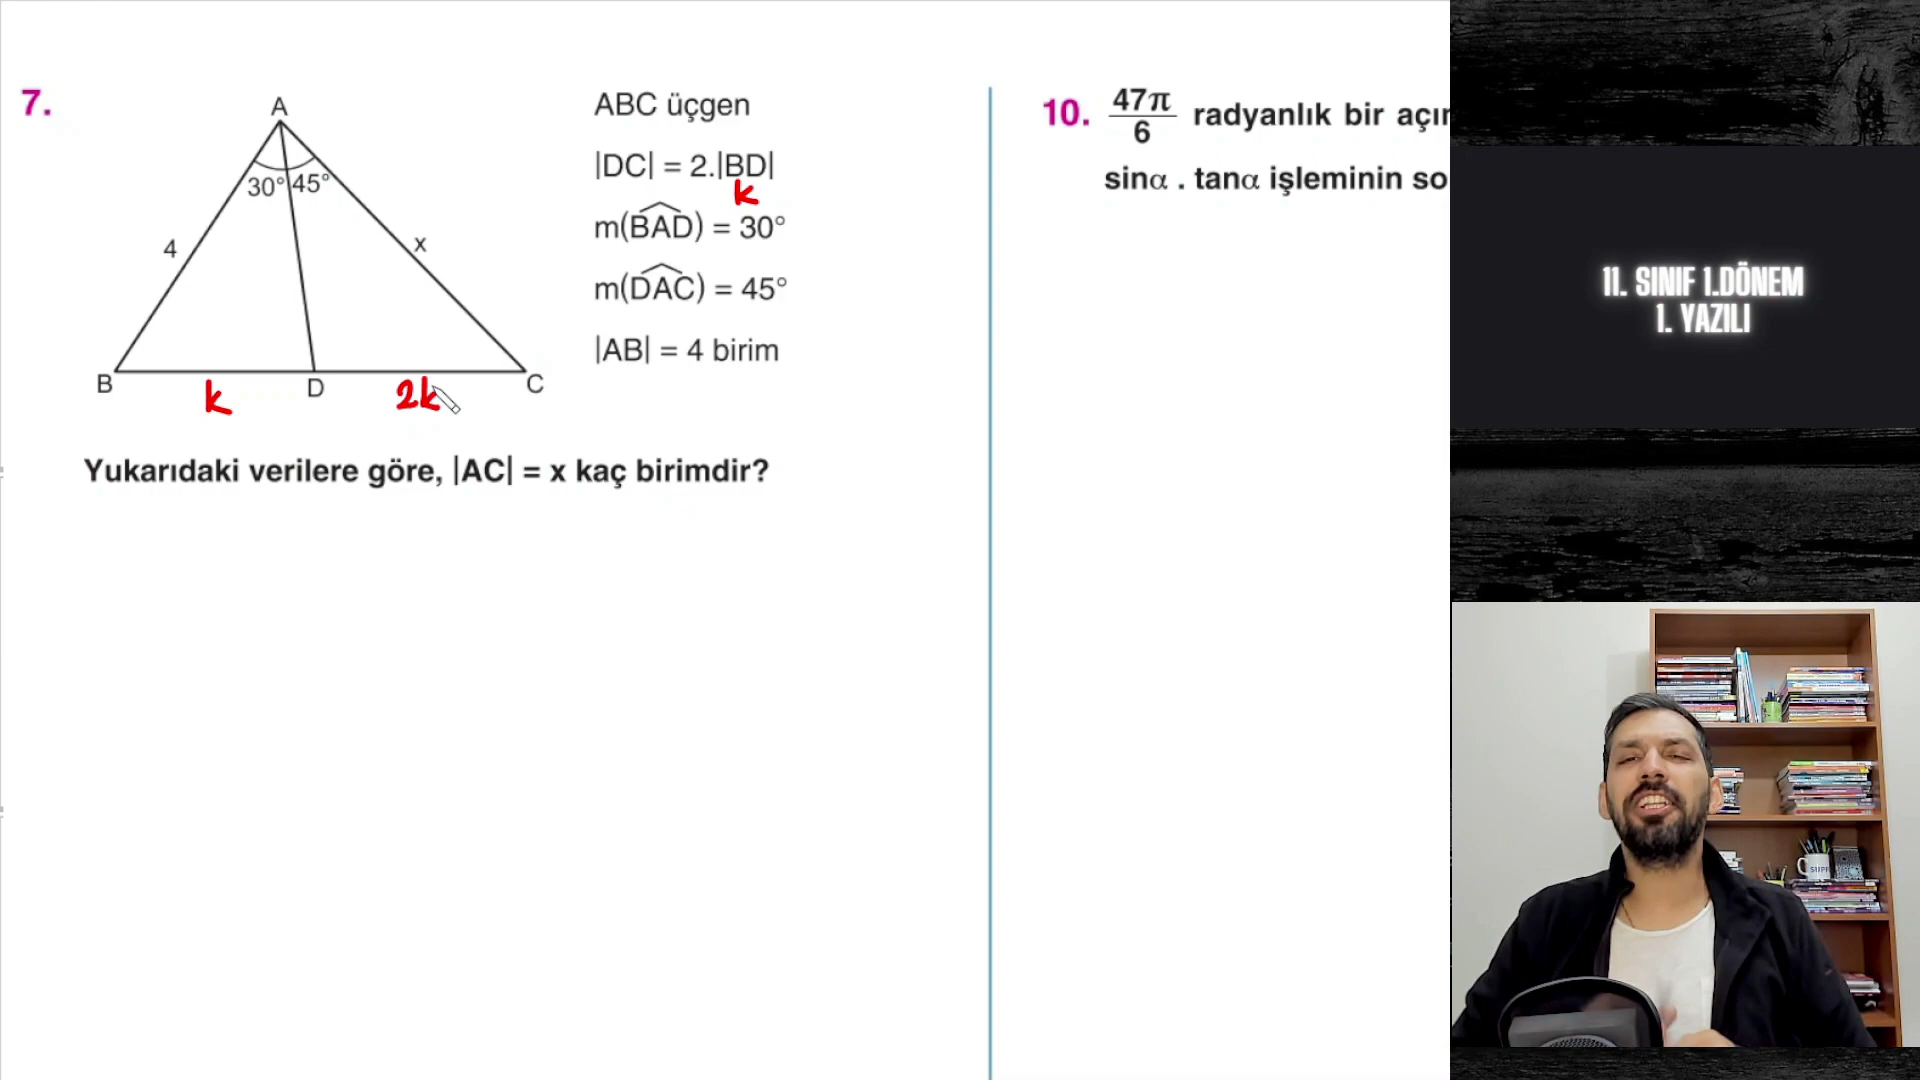 7.
A
30° 45°
4
x
B
D
C
k
2k
ABC üçgen
|DC| = 2.|BD|
k
m(BAD) = 30°
m(DAC) = 45°
|AB| = 4 birim
Yukarıdaki verilere göre, |AC| = x kaç birimdir?
10. 47π/6 radyanlık bir açı
sinα . tanα işleminin so
11. SINIF 1.DÖNEM
1. YAZILI